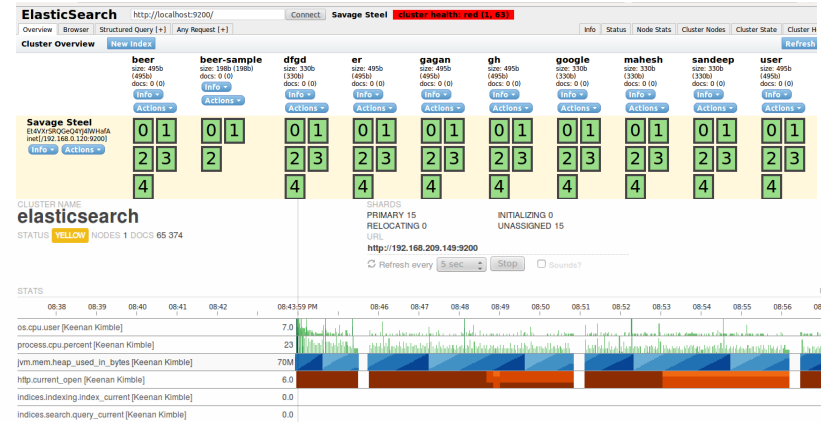 ElasticSearch http://localhost:9200/ Connect Savage Steel cluster health: red (1, 63)
Overview Browser Structured Query [+] Any Request [+] Info Status Node Stats Cluster Nodes Cluster State Cluster H
Cluster Overview New Index Refresh
beer beer-sample dfgd er gagan gh google mahesh sandeep user
size: 495b size: 198b (198b) size: 330b size: 495b size: 495b size: 495b size: 330b size: 330b size: 330b size: 495b
(495b) docs: 0 (0) (330b) (495b) (495b) (495b) (330b) (330b) (330b) (495b)
docs: 0 (0) docs: 0 (0) docs: 0 (0) docs: 0 (0) docs: 0 (0) docs: 0 (0) docs: 0 (0) docs: 0 (0) docs: 0 (0)
Info Info Info Info Info Info Info Info Info Info
Actions Actions Actions Actions Actions Actions Actions Actions Actions Actions
Savage Steel 0 1 0 1 0 1 0 1 0 1 0 1 0 1 0 1 0 1 0 1
inet[/192.168.0.120:9200]
Info Actions
2 3 2 2 3 2 3 2 3 2 3 2 3 2 3 2 3 2 3
4 4 4 4 4 4 4 4 4
CLUSTER NAME SHARDS
elasticsearch PRIMARY 15 INITIALIZING 0
RELOCATING 0 UNASSIGNED 15
STATUS YELLOW NODES 1 DOCS 65 374 URL
http://192.168.209.149:9200
Refresh every 5 sec Stop Sounds?
STATS
08:38 08:39 08:40 08:41 08:42 08:43:59 PM 08:46 08:47 08:48 08:49 08:50 08:51 08:52 08:53 08:54 08:55 08:56 08
os.cpu.user [Keenan Kimble] 7.0
process.cpu.percent [Keenan Kimble] 23
jvm.mem.heap_used_in_bytes [Keenan Kimble] 70M
http.current_open [Keenan Kimble] 6.0
indices.indexing.index_current [Keenan Kimble] 0.0
indices.search.query_current [Keenan Kimble] 0.0